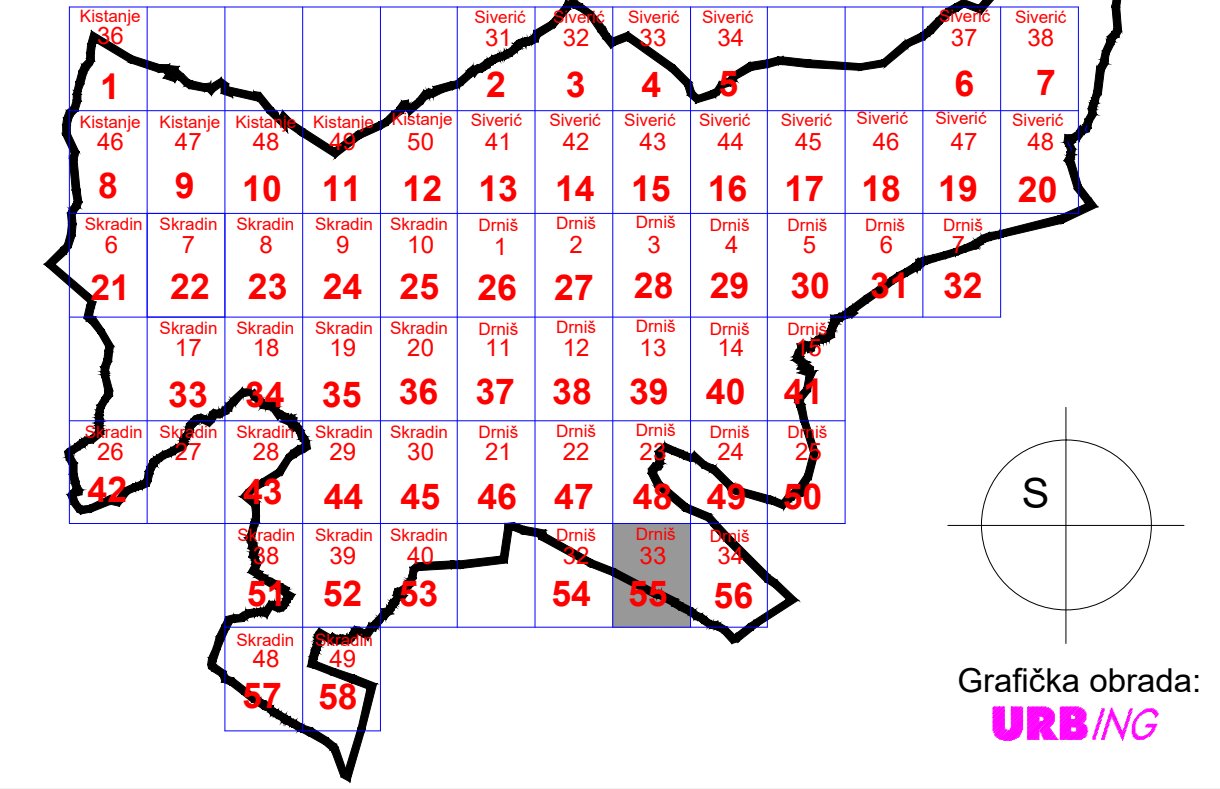 Kistanje Siverić Siverić Siverić Siverić Siverić Siverić
36 31 32 33 34 37 38
1 2 3 4 5 6 7
Kistanje Kistanje Kistanje Kistanje Kistanje Siverić Siverić Siverić Siverić Siverić Siverić Siverić Siverić
46 47 48 49 50 41 42 43 44 45 46 47 48
8 9 10 11 12 13 14 15 16 17 18 19 20
Skradin Skradin Skradin Skradin Skradin Drniš Drniš Drniš Drniš Drniš Drniš Drniš
6 7 8 9 10 1 2 3 4 5 6 7
21 22 23 24 25 26 27 28 29 30 31 32
Skradin Skradin Skradin Skradin Drniš Drniš Drniš Drniš Drniš
17 18 19 20 11 12 13 14 15
33 34 35 36 37 38 39 40 41
Skradin Skradin Skradin Skradin Skradin Drniš Drniš Drniš Drniš Drniš
26 27 28 29 30 21 22 23 24 25
42 43 44 45 46 47 48 49 50
S
Skradin Skradin Skradin Drniš Drniš Drniš
38 39 40 32 33 34
51 52 53 54 55 56
Skradin Skradin
48 49
57 58
Grafička obrada:
URBING